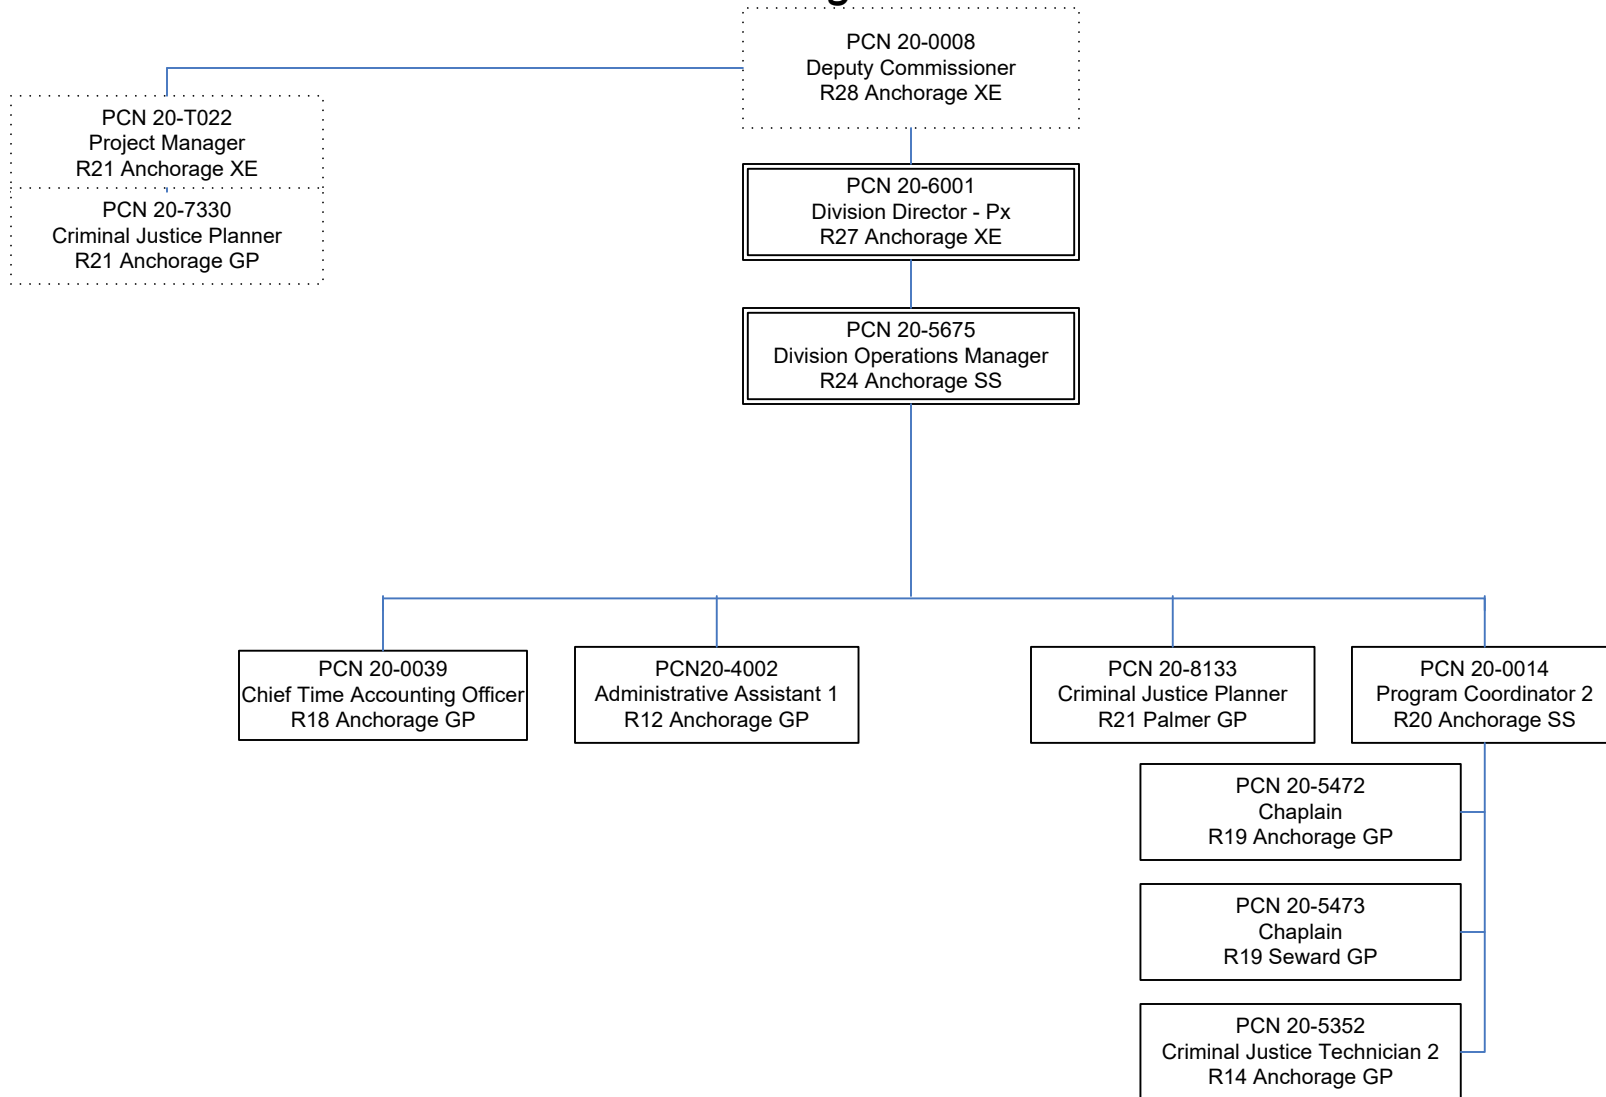 PCN 20-0008
Deputy Commissioner
R28 Anchorage XE
PCN 20-T022
Project Manager
R21 Anchorage XE
PCN 20-7330
Criminal Justice Planner
R21 Anchorage GP
PCN 20-6001
Division Director - Px
R27 Anchorage XE
PCN 20-5675
Division Operations Manager
R24 Anchorage SS
PCN 20-0039
Chief Time Accounting Officer
R18 Anchorage GP
PCN20-4002
Administrative Assistant 1
R12 Anchorage GP
PCN 20-8133
Criminal Justice Planner
R21 Palmer GP
PCN 20-0014
Program Coordinator 2
R20 Anchorage SS
PCN 20-5472
Chaplain
R19 Anchorage GP
PCN 20-5473
Chaplain
R19 Seward GP
PCN 20-5352
Criminal Justice Technician 2
R14 Anchorage GP